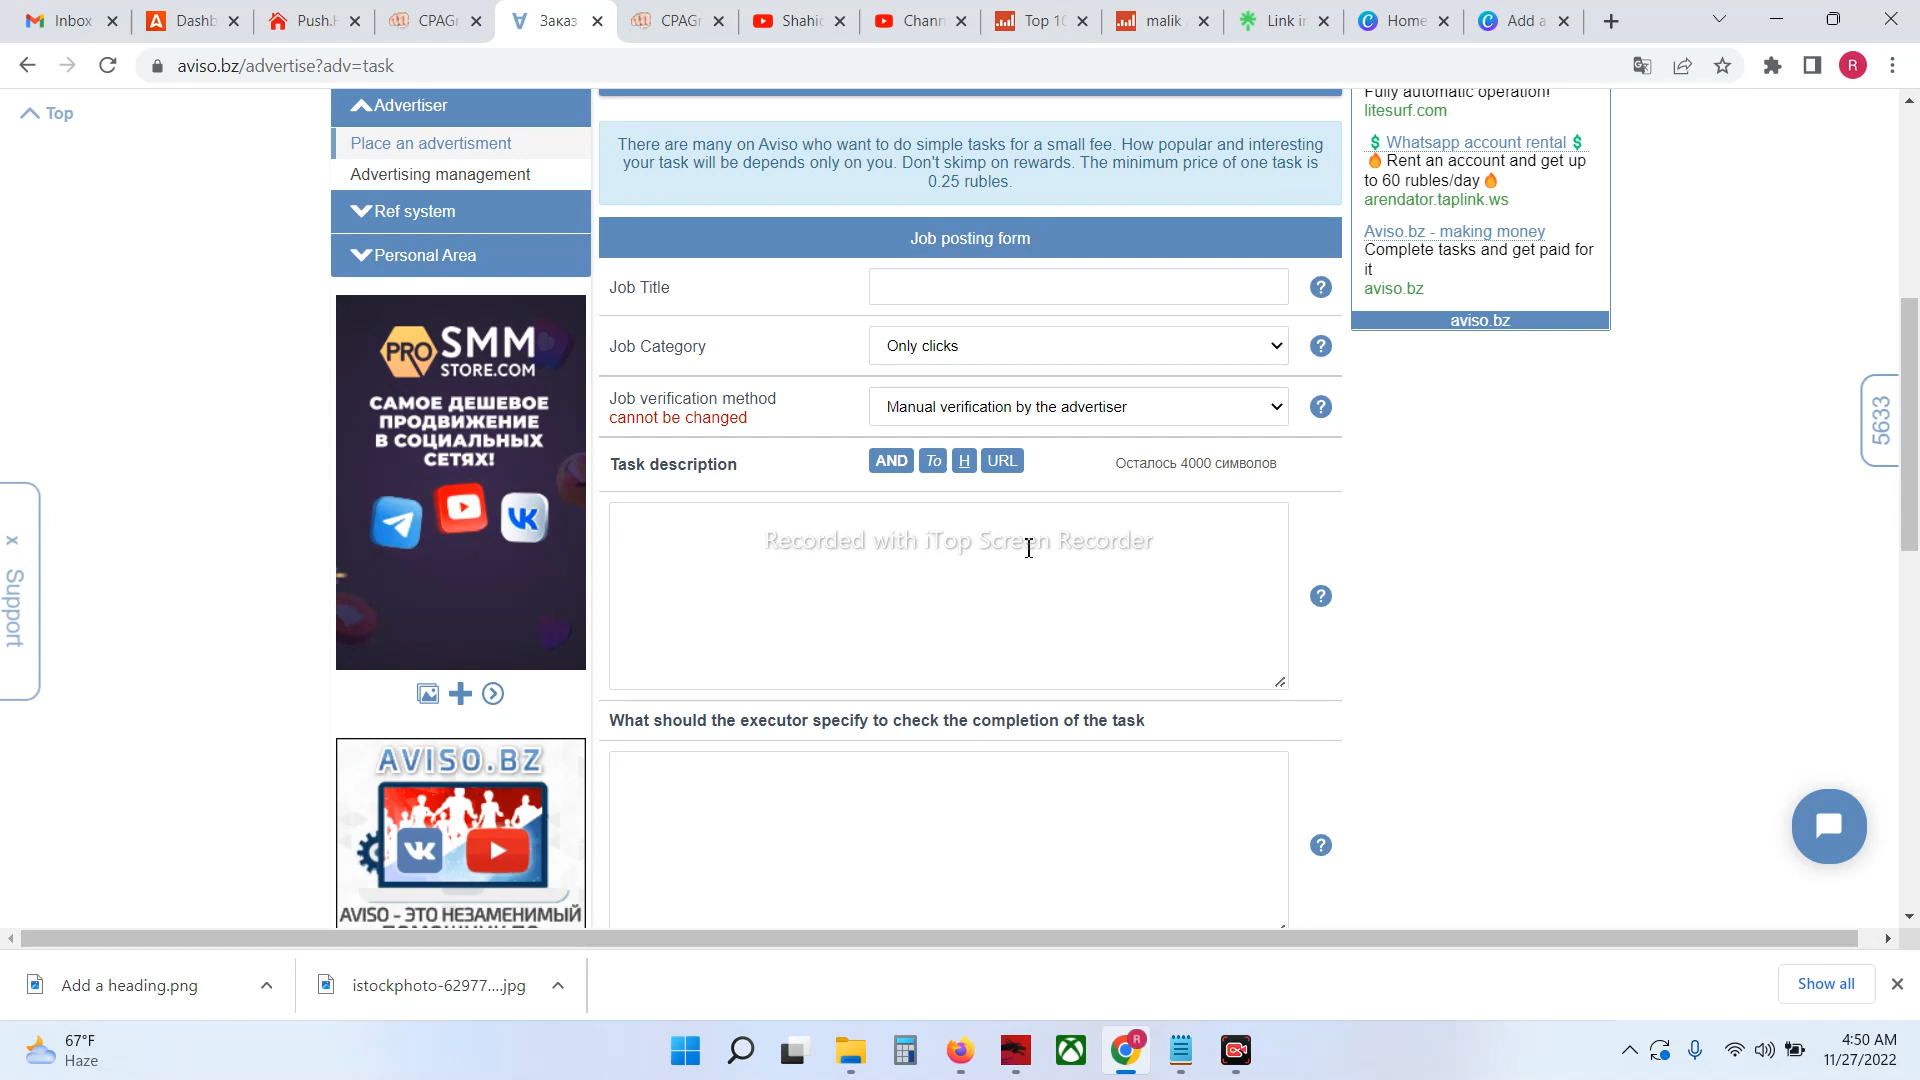 Inbox
Dashb
Push.H
CPAGr
Заказ
CPAGr
Shahid
Chann
Top 10
malik
Link in
Home
Add a
aviso.bz/advertise?adv=task
R
Top
Advertiser
Place an advertisment
Advertising management
Ref system
Personal Area
PRO SMM
STORE.COM
САМОЕ ДЕШЕВОЕ
ПРОДВИЖЕНИЕ
В СОЦИАЛЬНЫХ
СЕТЯХ!
AVISO.BZ
AVISO - ЭТО НЕЗАМЕНИМЫЙ
There are many on Aviso who want to do simple tasks for a small fee. How popular and interesting
your task will be depends only on you. Don't skimp on rewards. The minimum price of one task is
0.25 rubles.
Job posting form
Job Title
?
Job Category
Only clicks
?
Job verification method
cannot be changed
Manual verification by the advertiser
?
Task description
AND To H URL
Осталось 4000 символов
Recorded with iTop Screen Recorder
?
What should the executor specify to check the completion of the task
?
Fully automatic operation!
litesurf.com
Whatsapp account rental
Rent an account and get up
to 60 rubles/day
arendator.taplink.ws
Aviso.bz - making money
Complete tasks and get paid for
it
aviso.bz
aviso.bz
5633
x Support
Add a heading.png
istockphoto-62977....jpg
Show all
67°F
Haze
R
4:50 AM
11/27/2022